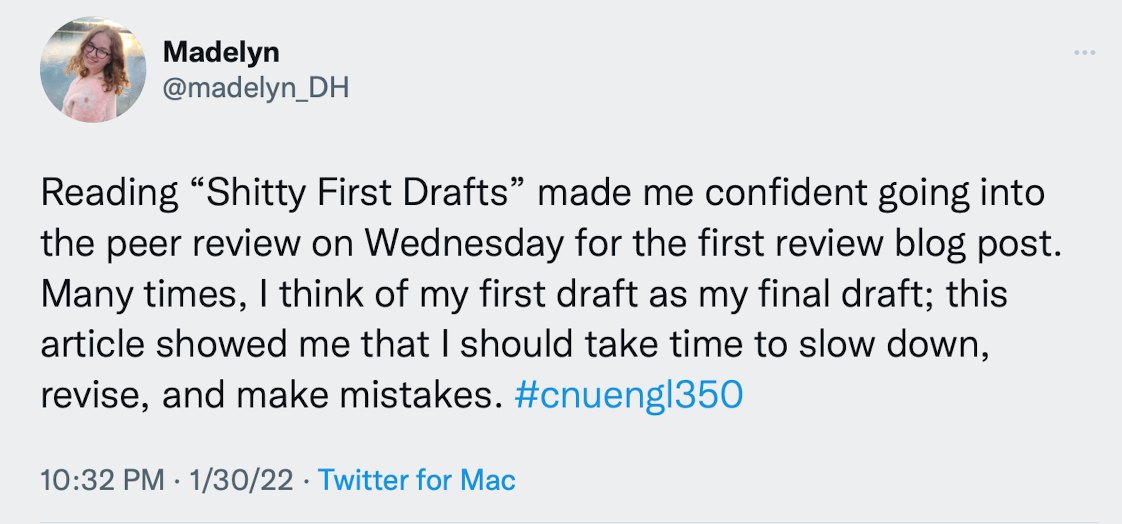 Madelyn
@madelyn_DH
Reading “Shitty First Drafts” made me confident going into
the peer review on Wednesday for the first review blog post.
Many times, I think of my first draft as my final draft; this
article showed me that I should take time to slow down,
revise, and make mistakes. #cnuengl350
10:32 PM · 1/30/22 · Twitter for Mac